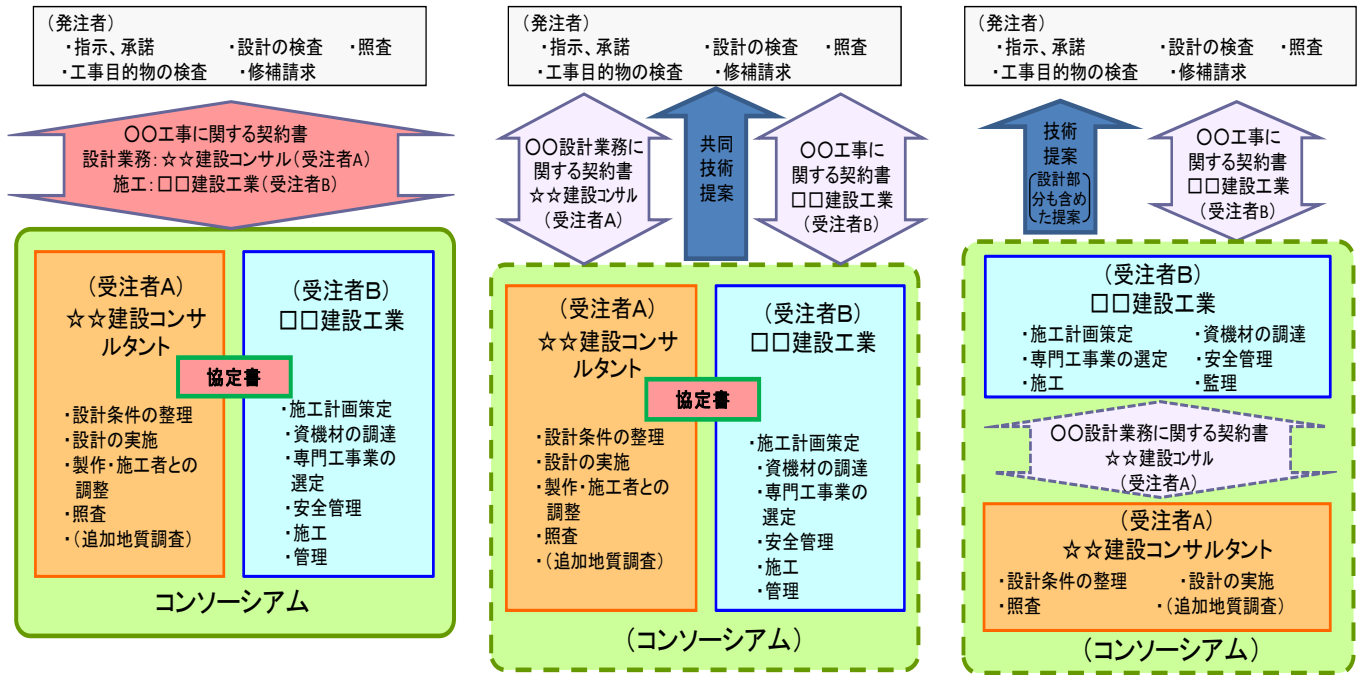 (発注者)
・指示、承諾 ・設計の検査 ・照査
・工事目的物の検査 ・修補請求
〇〇工事に関する契約書
設計業務:☆☆建設コンサル(受注者A)
施工:□□建設工業(受注者B)
(受注者A)
☆☆建設コンサ
ルタント
(受注者B)
□□建設工業
協定書
・設計条件の整理
・設計の実施
・製作・施工者との
調整
・照査
・(追加地質調査)
・施工計画策定
・資機材の調達
・専門工事業の
選定
・安全管理
・施工
・管理
コンソーシアム
(発注者)
・指示、承諾 ・設計の検査 ・照査
・工事目的物の検査 ・修補請求
〇〇設計業務に
関する契約書
☆☆建設コンサル
(受注者A)
共同
技術
提案
〇〇工事に
関する契約書
□□建設工業
(受注者B)
(受注者A)
☆☆建設コンサ
ルタント
(受注者B)
□□建設工業
協定書
・設計条件の整理
・設計の実施
・製作・施工者との
調整
・照査
・(追加地質調査)
・施工計画策定
・資機材の調達
・専門工事業の
選定
・安全管理
・施工
・管理
(コンソーシアム)
(発注者)
・指示、承諾 ・設計の検査 ・照査
・工事目的物の検査 ・修補請求
技術
提案
(設計部
分も含め
た提案)
〇〇工事に
関する契約書
□□建設工業
(受注者B)
(受注者B)
□□建設工業
・施工計画策定 ・資機材の調達
・専門工事業の選定 ・安全管理
・施工 ・監理
〇〇設計業務に関する契約書
☆☆建設コンサル
(受注者A)
(受注者A)
☆☆建設コンサルタント
・設計条件の整理 ・設計の実施
・照査 ・(追加地質調査)
(コンソーシアム)